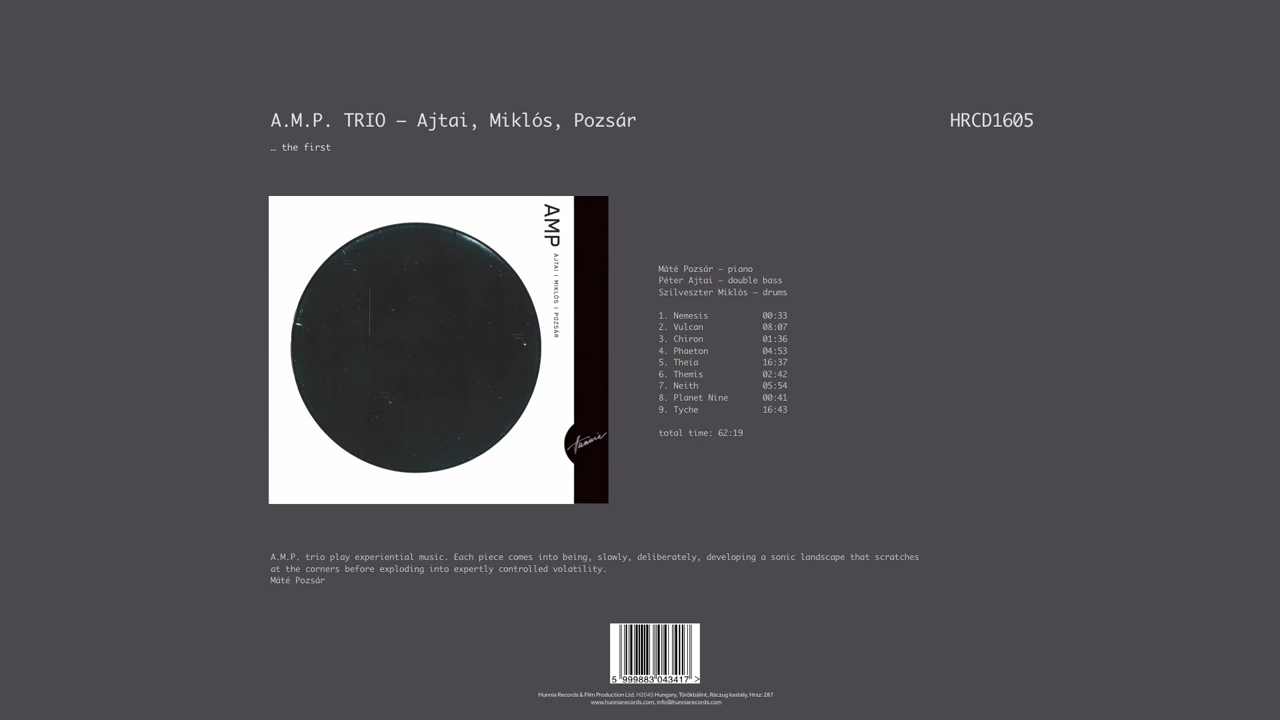 A.M.P. TRIO – Ajtai, Miklós, Pozsár
HRCD1605
… the first
AMP AJTAI I MIKLÓS I POZSÁR
hunnia
Máté Pozsár – piano
Péter Ajtai – double bass
Szilveszter Miklós – drums
1. Nemesis 00:33
2. Vulcan 08:07
3. Chiron 01:36
4. Phaeton 04:53
5. Theia 16:37
6. Themis 02:42
7. Neith 05:54
8. Planet Nine 00:41
9. Tyche 16:43
total time: 62:19
A.M.P. trio play experiential music. Each piece comes into being, slowly, deliberately, developing a sonic landscape that scratches
at the corners before exploding into expertly controlled volatility.
Máté Pozsár
5 999883 043417 >
Hunnia Records & Film Production Ltd. H2045 Hungary, Törökbálint, Ráczug kastély, Hrsz: 287
www.hunniarecords.com, info@hunniarecords.com